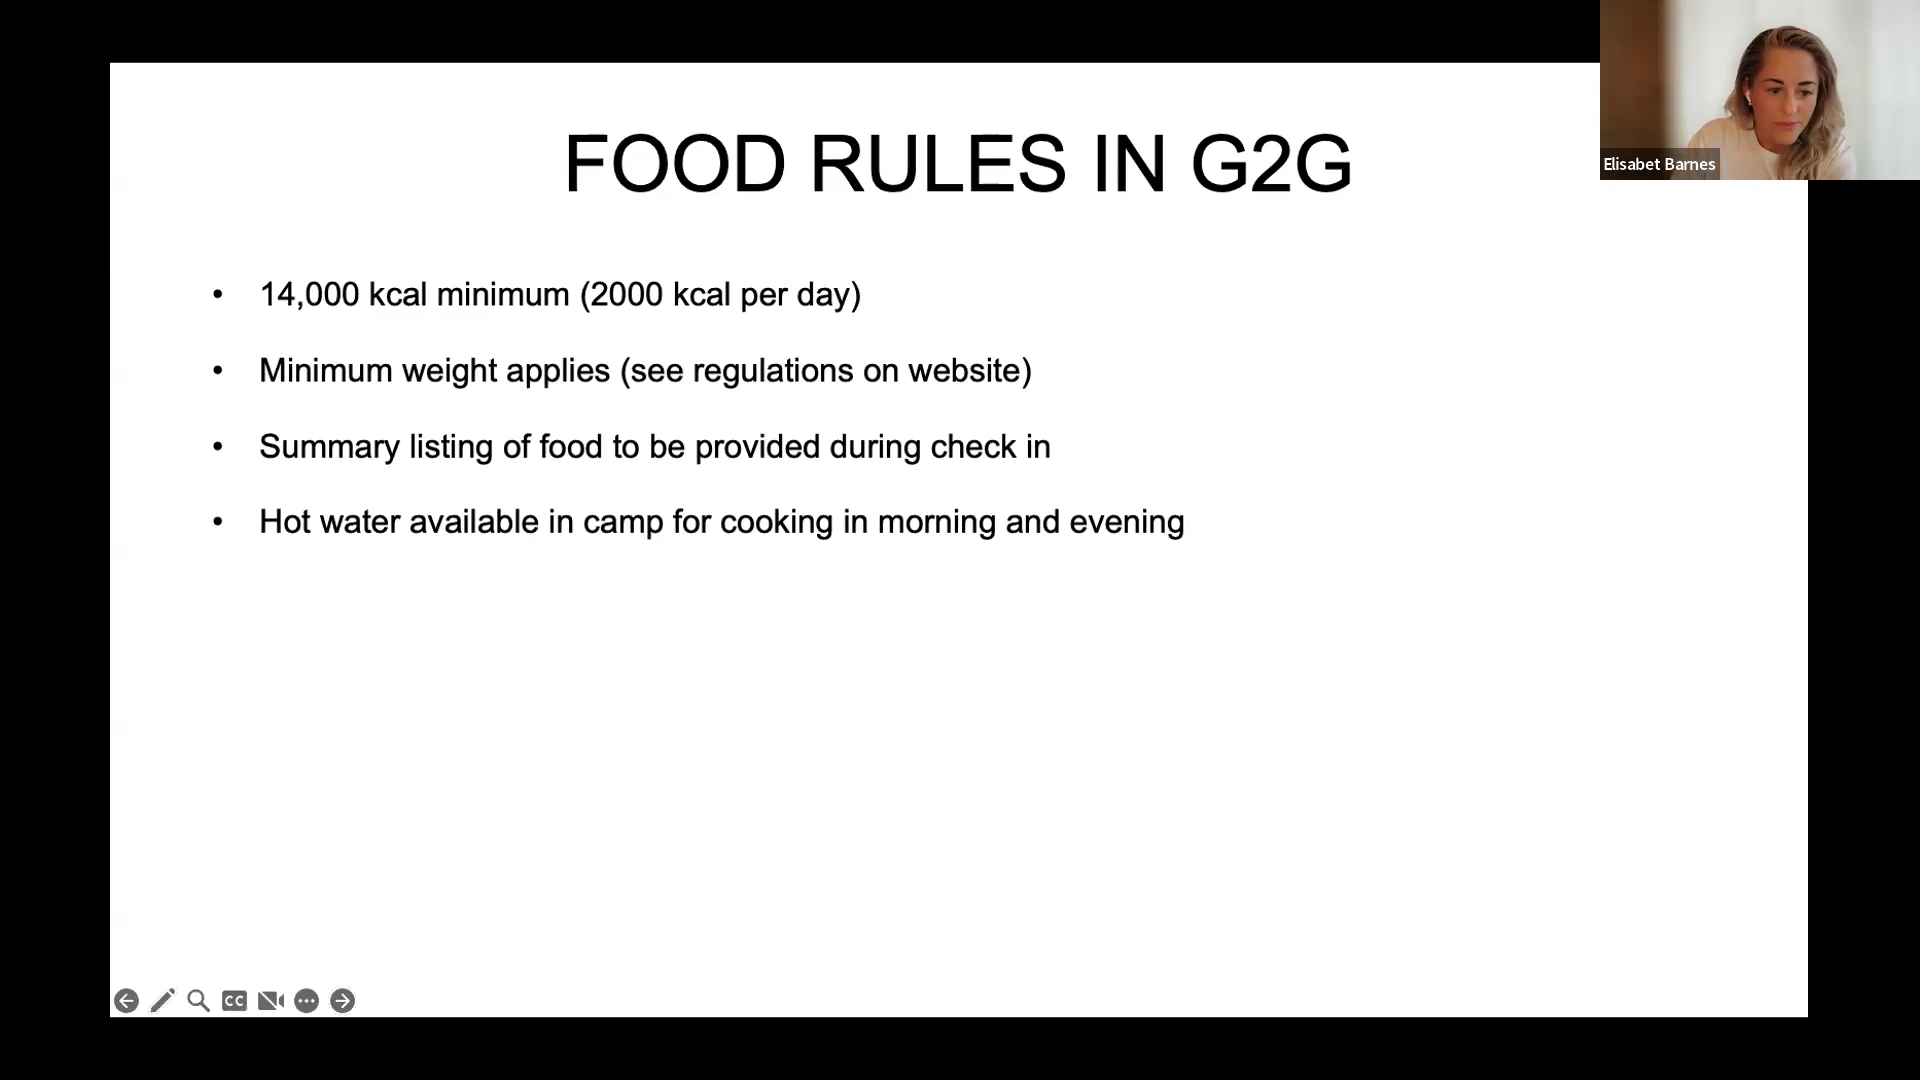 FOOD RULES IN G2G
Elisabet Barnes
• 14,000 kcal minimum (2000 kcal per day)
• Minimum weight applies (see regulations on website)
• Summary listing of food to be provided during check in
• Hot water available in camp for cooking in morning and evening
CC